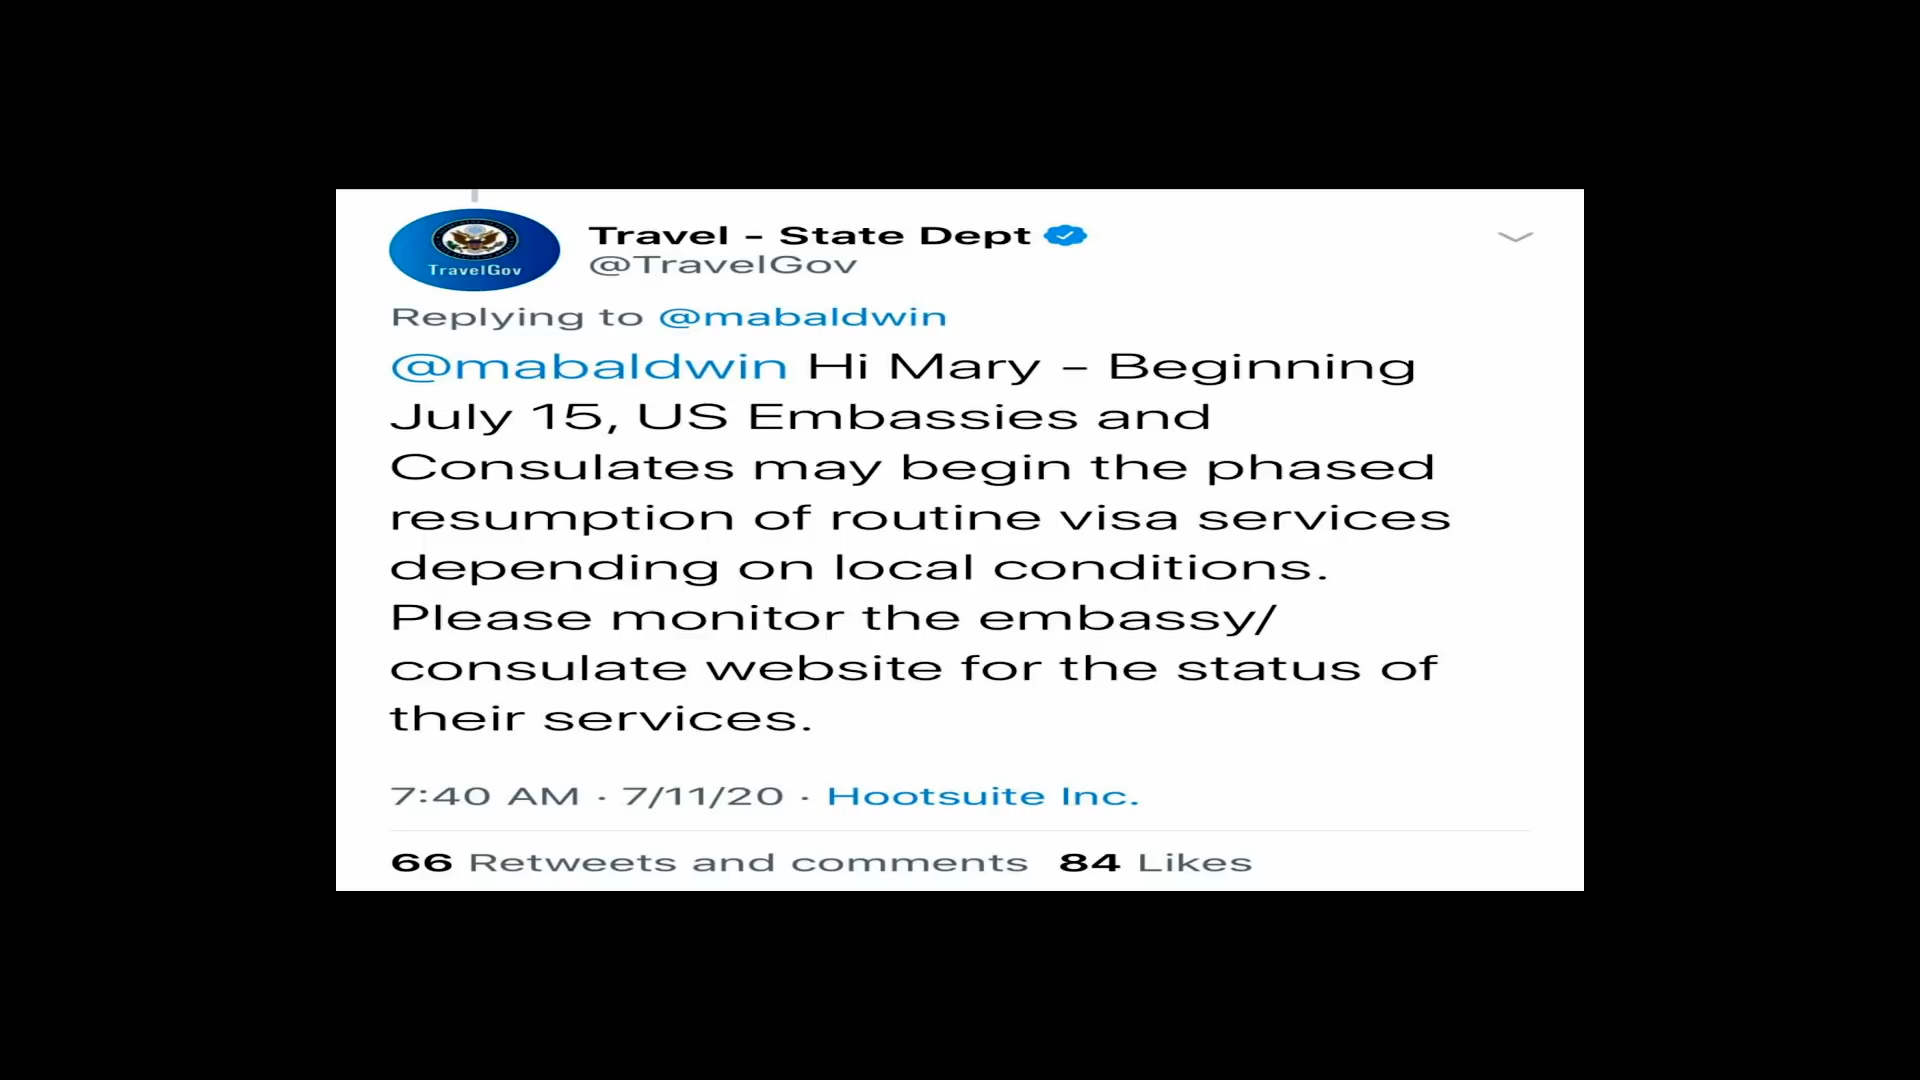 Travel - State Dept
@TravelGov
TravelGov
Replying to @mabaldwin
@mabaldwin Hi Mary – Beginning
July 15, US Embassies and
Consulates may begin the phased
resumption of routine visa services
depending on local conditions.
Please monitor the embassy/
consulate website for the status of
their services.
7:40 AM · 7/11/20 · Hootsuite Inc.
66 Retweets and comments 84 Likes